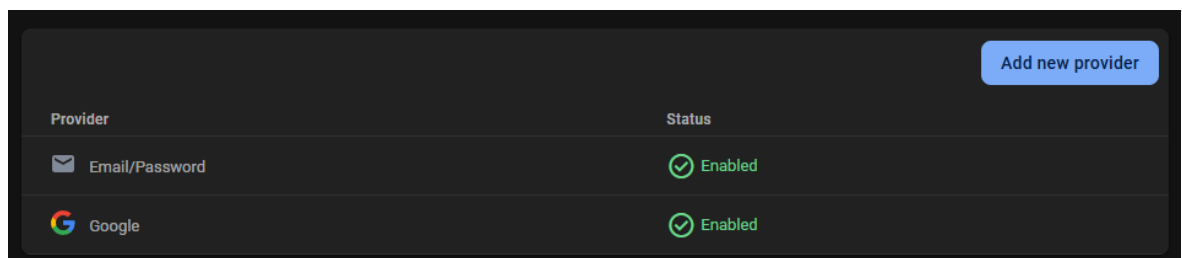 Add new provider
Provider Status
Email/Password Enabled
Google Enabled